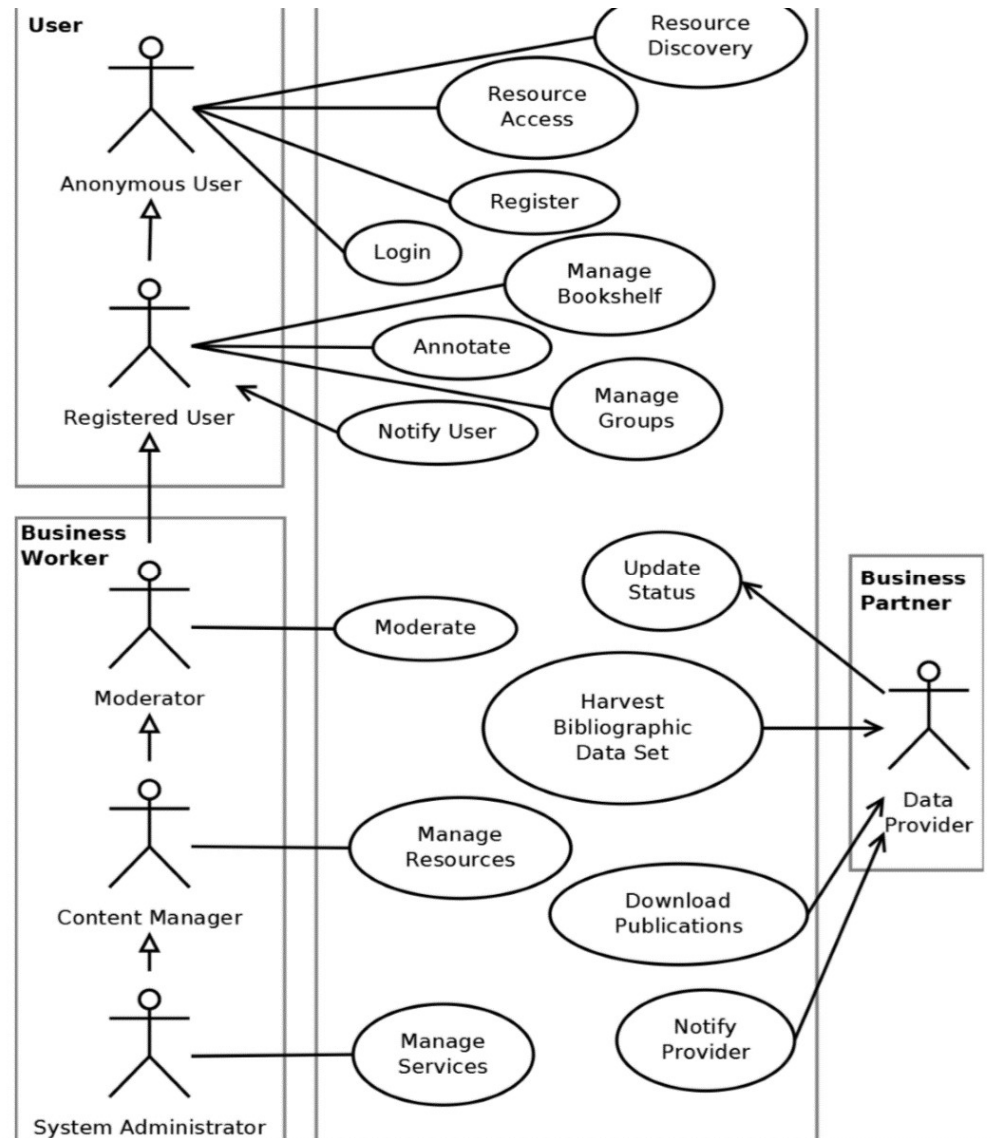 User
Resource
Discovery
Resource
Access
Anonymous User
Register
Login
Manage
Bookshelf
Annotate
Manage
Groups
Registered User
Notify User
Business
Worker
Update
Status
Business
Partner
Moderate
Moderator
Harvest
Bibliographic
Data Set
Data
Provider
Manage
Resources
Content Manager
Download
Publications
Notify
Provider
Manage
Services
System Administrator